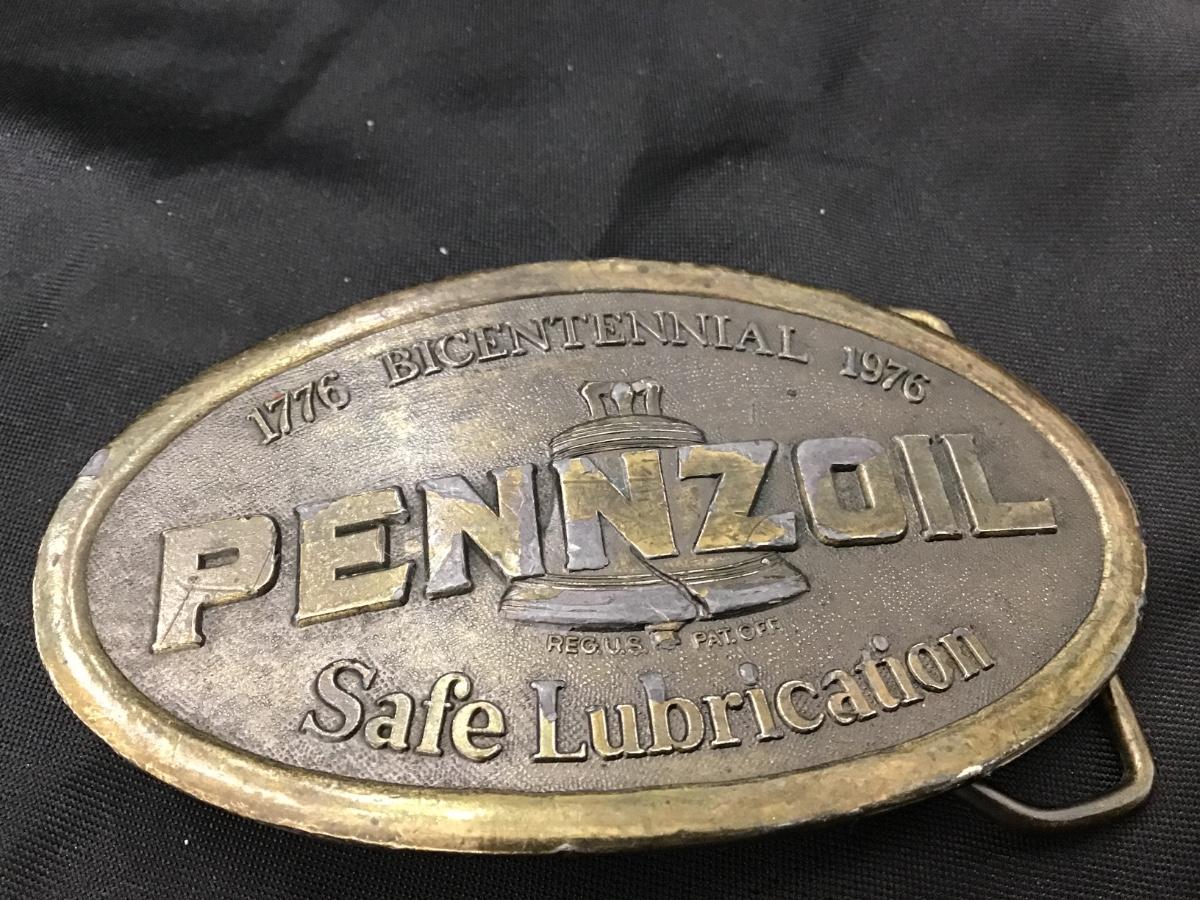 1776 BICENTENNIAL 1976
PENNZOIL
REG. U.S. PAT. OFF
Safe Lubrication